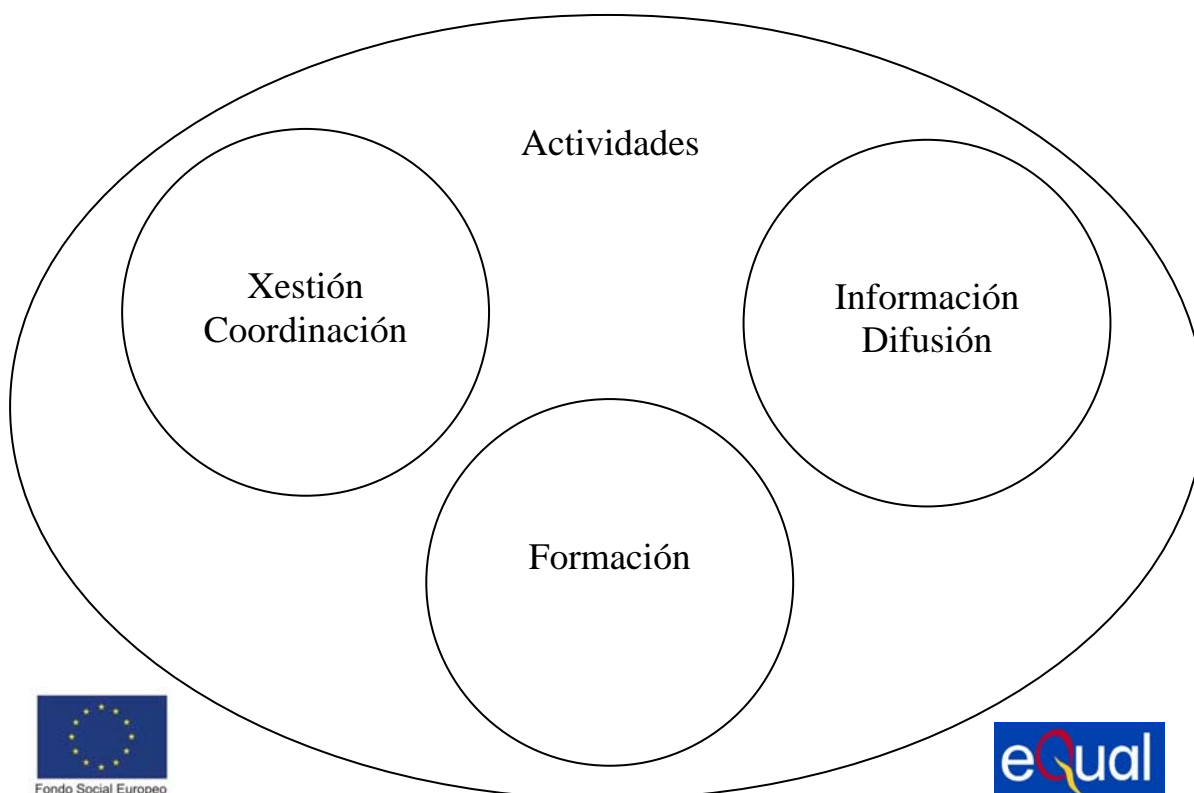 Actividades
Xestión
Coordinación
Información
Difusión
Formación
Fondo Social Europeo
eQual